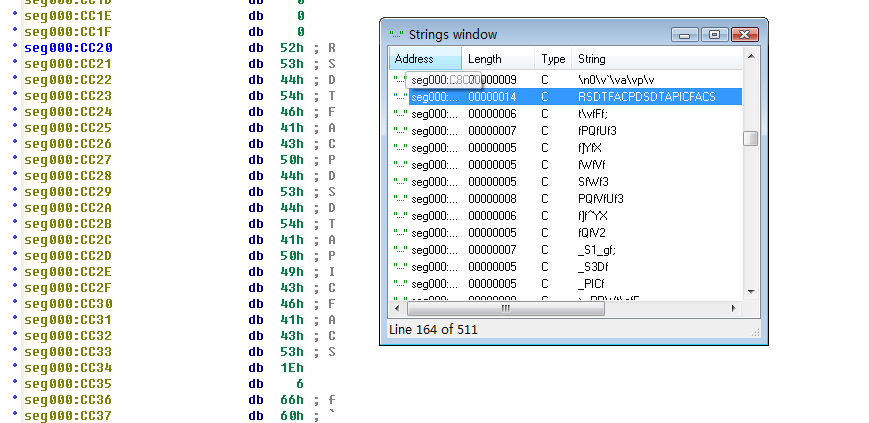 seg000:CC1D db 0
seg000:CC1E db 0
seg000:CC1F db 0
seg000:CC20 db 52h ; R
seg000:CC21 db 53h ; S
seg000:CC22 db 44h ; D
seg000:CC23 db 54h ; T
seg000:CC24 db 46h ; F
seg000:CC25 db 41h ; A
seg000:CC26 db 43h ; C
seg000:CC27 db 50h ; P
seg000:CC28 db 44h ; D
seg000:CC29 db 53h ; S
seg000:CC2A db 44h ; D
seg000:CC2B db 54h ; T
seg000:CC2C db 41h ; A
seg000:CC2D db 50h ; P
seg000:CC2E db 49h ; I
seg000:CC2F db 43h ; C
seg000:CC30 db 46h ; F
seg000:CC31 db 41h ; A
seg000:CC32 db 43h ; C
seg000:CC33 db 53h ; S
seg000:CC34 db 1Eh
seg000:CC35 db 6
seg000:CC36 db 66h ; f
seg000:CC37 db 60h ; `
"..." Strings window
Address Length Type String
"..." seg000: 00000009 C \n0\v`\va\vp\v
"..." seg000:... 00000014 C RSDTFACPDSDTAPICFACS
"..." seg000:... 00000006 C t\vfFf;
"..." seg000:... 00000007 C fPQfUf3
"..." seg000:... 00000005 C f]YfX
"..." seg000:... 00000005 C fWfVf
"..." seg000:... 00000005 C SfWf3
"..." seg000:... 00000008 C PQfVfUf3
"..." seg000:... 00000006 C f]f^YX
"..." seg000:... 00000005 C fQfV2
"..." seg000:... 00000007 C _S1_gf;
"..." seg000:... 00000005 C _S3Df
"..." seg000:... 00000005 C _PICf
Line 164 of 511